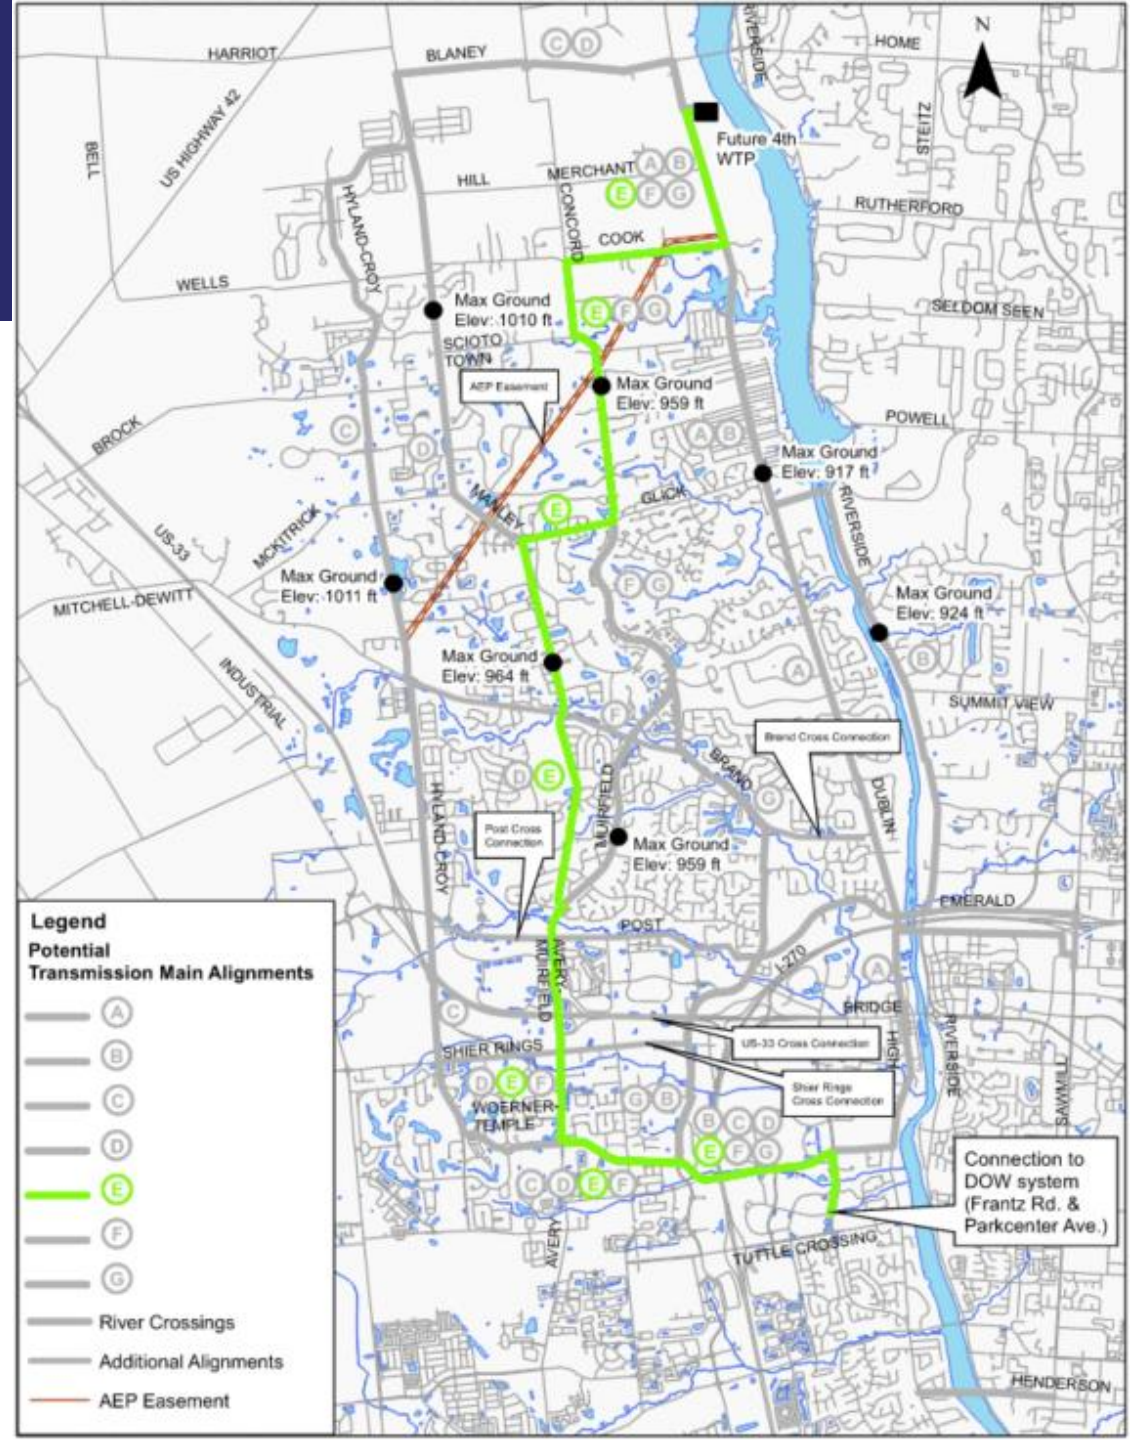 HARRIOT
BLANEY
C D
RIVERSIDE
HOME
N
US HIGHWAY 42
BELL
STEITZ
Future 4th
WTP
MERCHANT A B
E F G
HILL
HYLAND-CROY
CONCORD
RUTHERFORD
COOK
WELLS
Max Ground
Elev: 1010 ft
E F G
SELDOM SEEN
SCIOTO
TOWN
AEP Easement
Max Ground
Elev: 959 ft
BROCK
C
D
A B
POWELL
Max Ground
Elev: 917 ft
MANLEY
E
GLICK
RIVERSIDE
US-33
MCKITRICK
Max Ground
Elev: 1011 ft
F G
MITCHELL-DEWITT
Max Ground
Elev: 924 ft
Max Ground
Elev: 964 ft
A
B
INDUSTRIAL
F
SUMMIT VIEW
Brand Cross Connection
D E
MUIRFIELD
BRAND
G
DUBLIN
HYLAND-CROY
Post Cross
Connection
Max Ground
Elev: 959 ft
EMERALD
POST
AVERY-
MUIRFIELD
I-270
A
C
BRIDGE
US-33 Cross Connection
HIGH
RIVERSIDE
SHIER RINGS
Shier Rings
Cross Connection
SAWMILL
D E F
WOERNER-
TEMPLE
G B
B C D
E F G
C D E F
Connection to
DOW system
(Frantz Rd. &
Parkcenter Ave.)
AVERY
TUTTLE CROSSING
HENDERSON
Legend
Potential
Transmission Main Alignments
A
B
C
D
E
F
G
River Crossings
Additional Alignments
AEP Easement